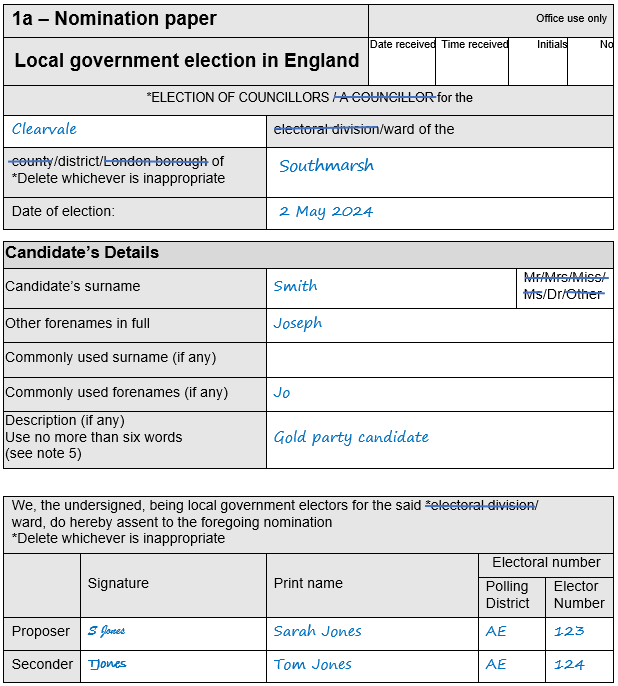 1a – Nomination paper
Office use only
Local government election in England
Date received Time received Initials No
*ELECTION OF COUNCILLORS /A COUNCILLOR for the
Clearvale electoral division/ward of the
county/district/London borough of
*Delete whichever is inappropriate
Southmarsh
Date of election: 2 May 2024
Candidate’s Details
Candidate’s surname Smith
Mr/Mrs/Miss/
Ms/Dr/Other
Other forenames in full Joseph
Commonly used surname (if any)
Commonly used forenames (if any) Jo
Description (if any)
Use no more than six words
(see note 5)
Gold party candidate
We, the undersigned, being local government electors for the said *electoral division/
ward, do hereby assent to the foregoing nomination
*Delete whichever is inappropriate
Signature Print name Electoral number
Polling
District
Elector
Number
Proposer S Jones Sarah Jones AE 123
Seconder TJones Tom Jones AE 124